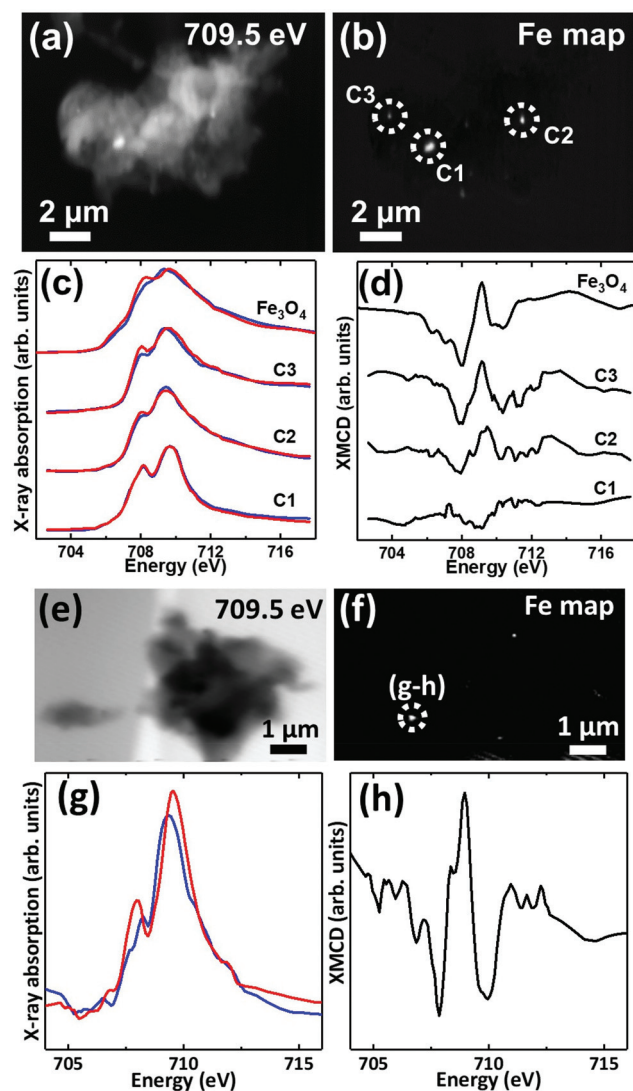 (a) 709.5 eV
2 µm
(b) Fe map
C3
C1
C2
2 µm
(c)
X-ray absorption (arb. units)
Fe₃O₄
C3
C2
C1
704 708 712 716
Energy (eV)
(d)
XMCD (arb. units)
Fe₃O₄
C3
C2
C1
704 708 712 716
Energy (eV)
(e) 709.5 eV
1 µm
(f) Fe map
(g-h)
1 µm
(g)
X-ray absorption (arb. units)
705 710 715
Energy (eV)
(h)
XMCD (arb. units)
705 710 715
Energy (eV)